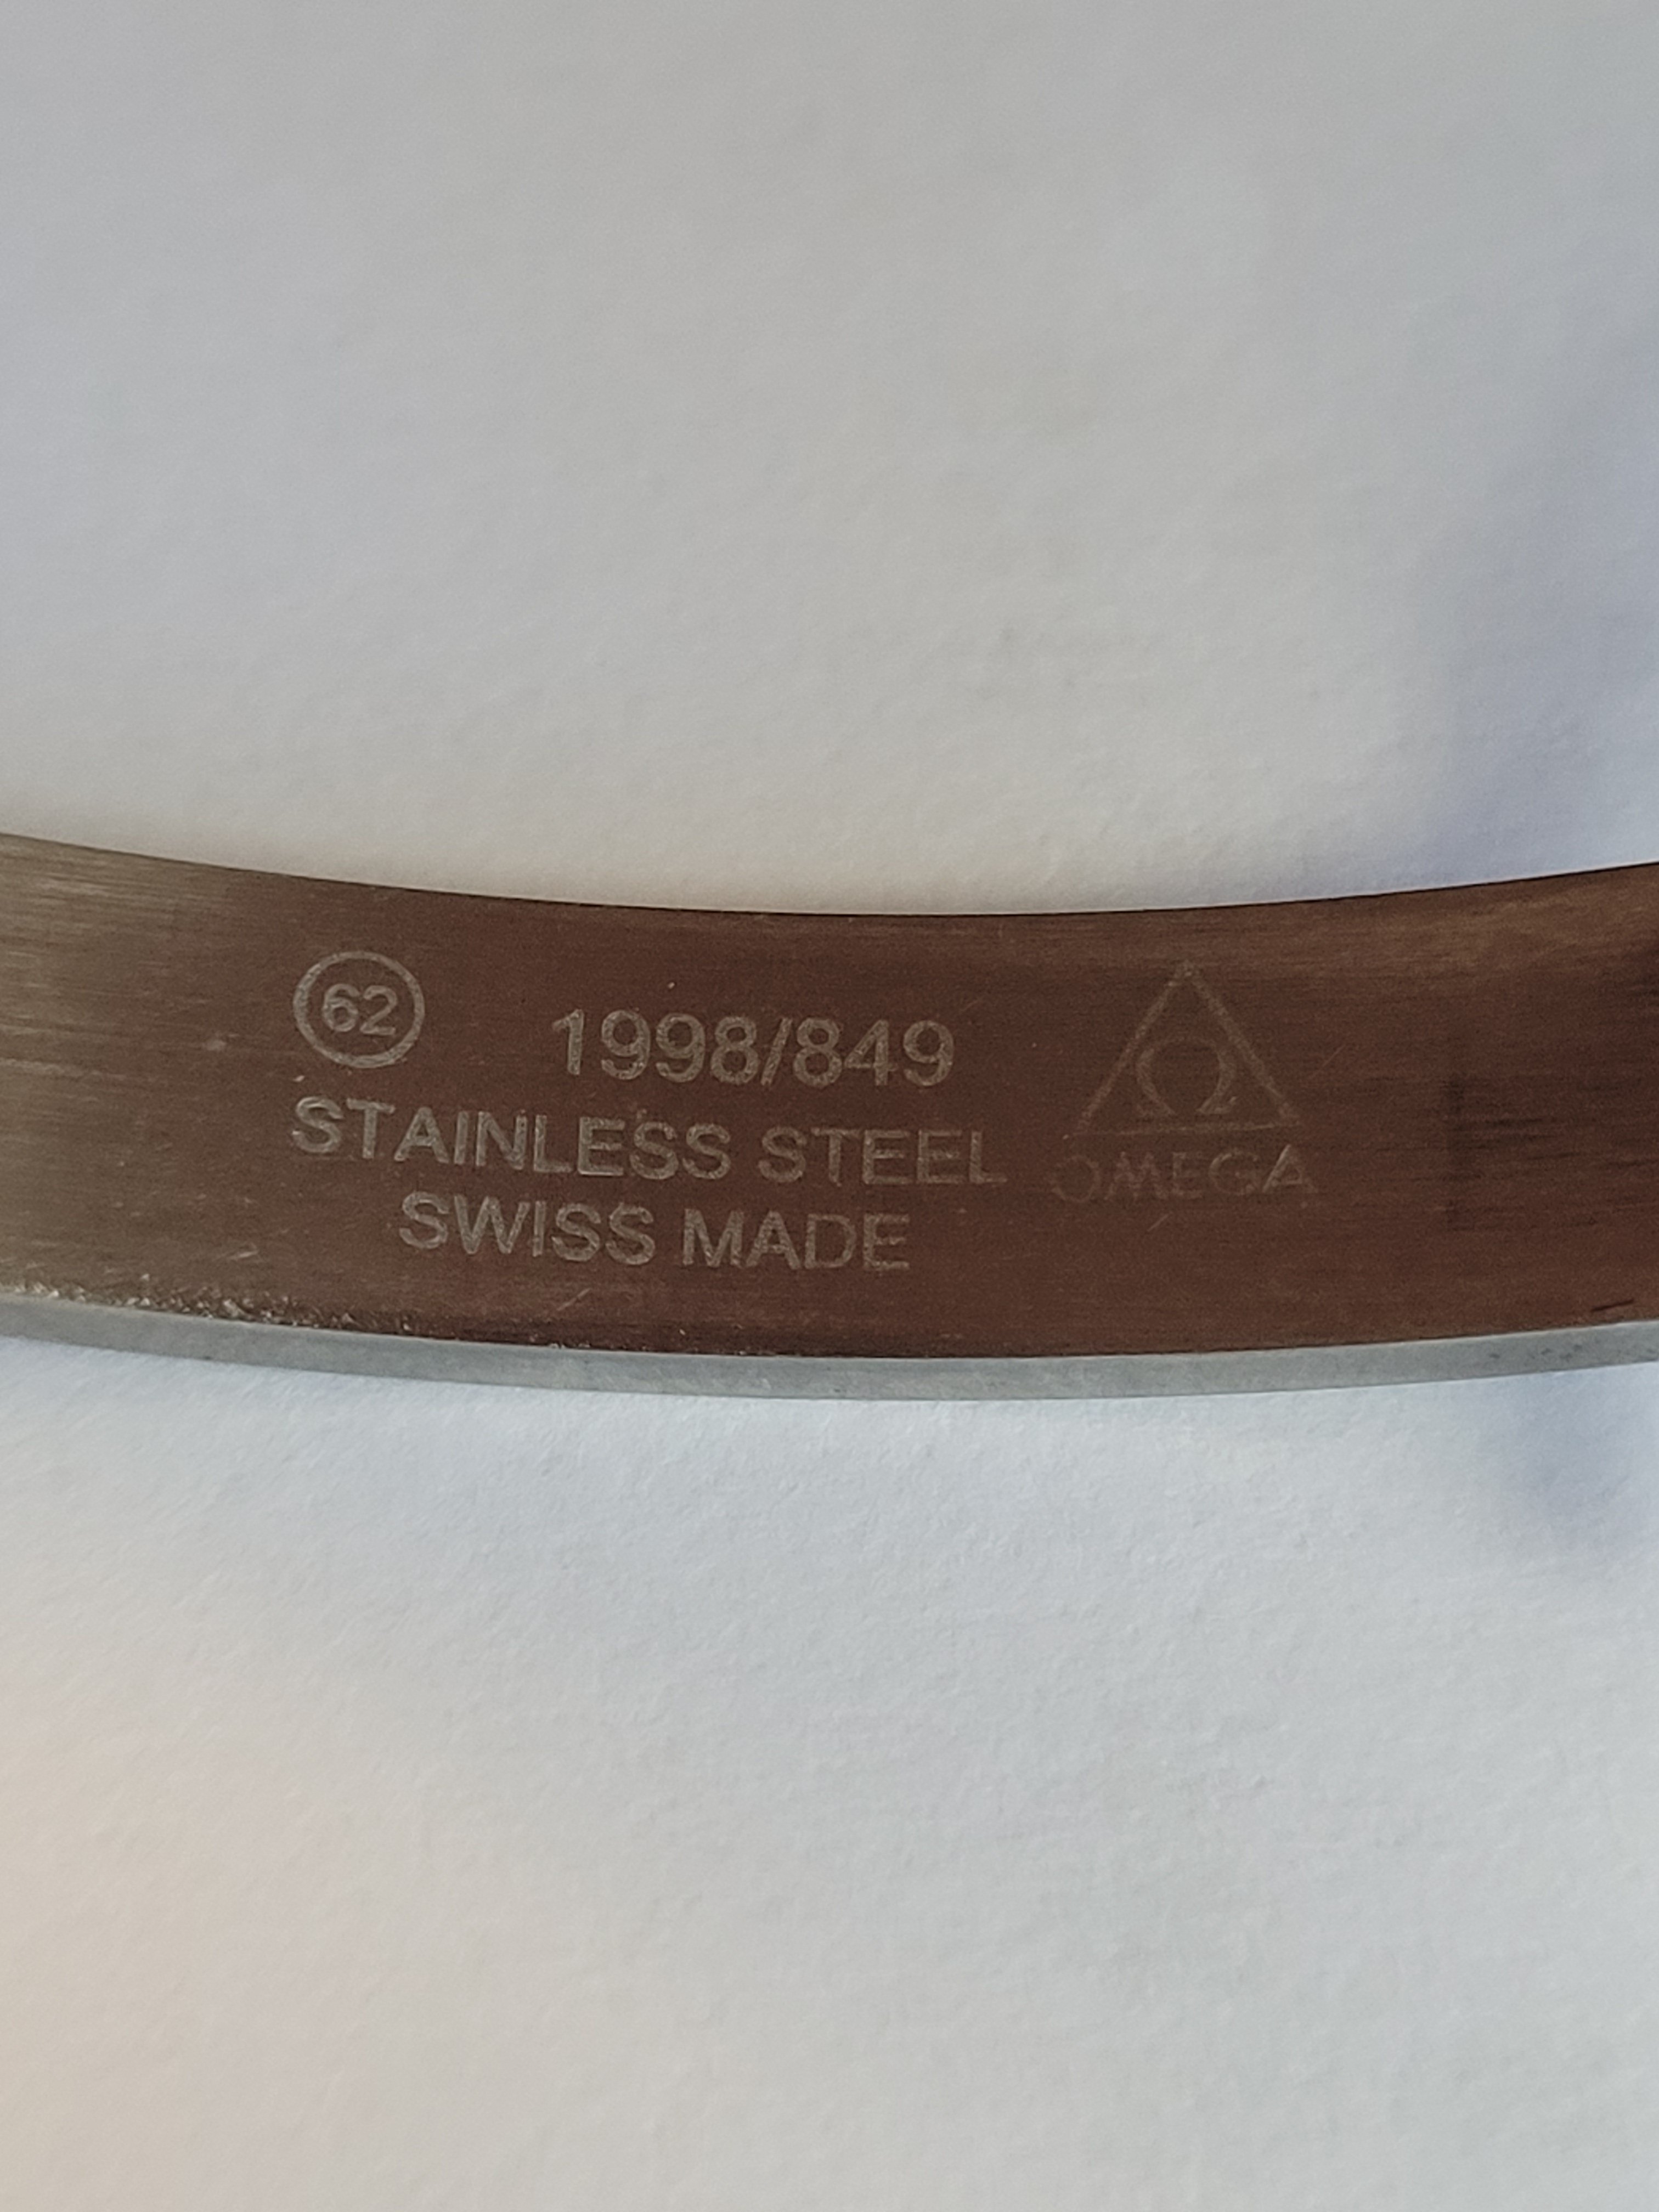 62 1998/849
STAINLESS STEEL
SWISS MADE
Ω
OMEGA